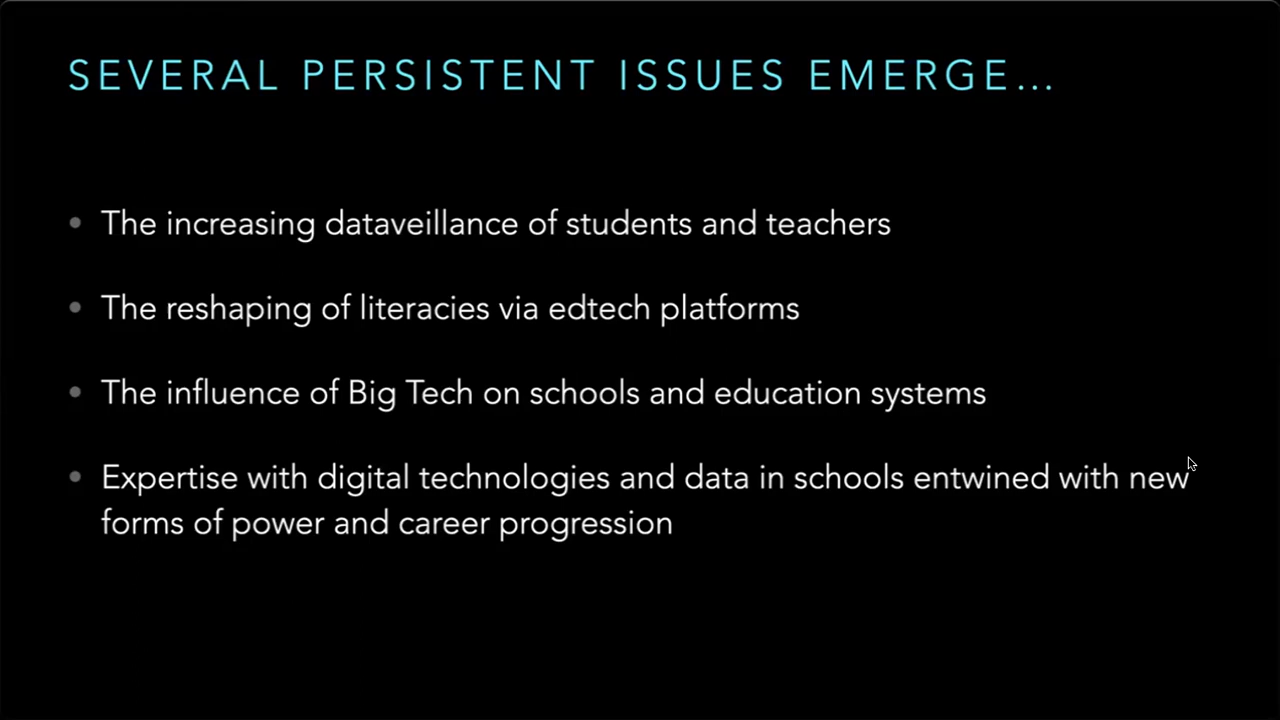 SEVERAL PERSISTENT ISSUES EMERGE...
• The increasing dataveillance of students and teachers
• The reshaping of literacies via edtech platforms
• The influence of Big Tech on schools and education systems
• Expertise with digital technologies and data in schools entwined with new
forms of power and career progression